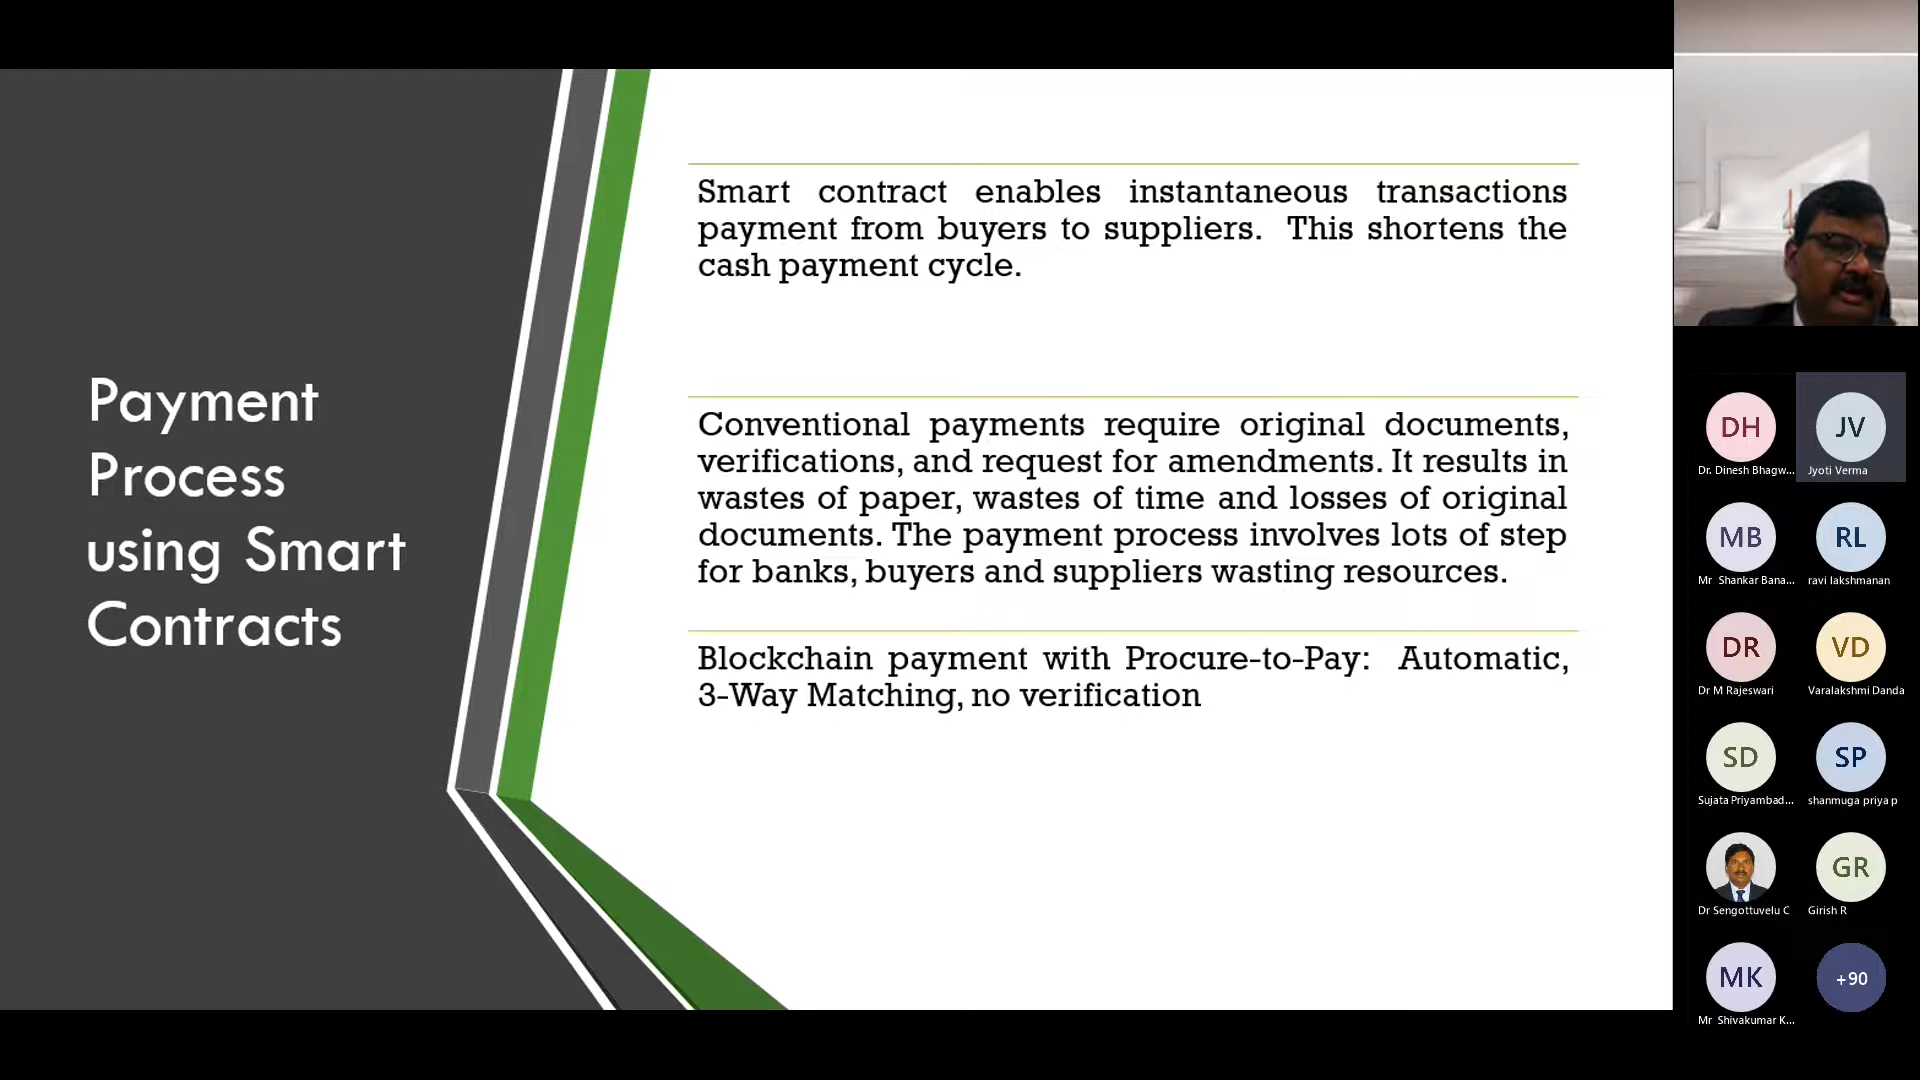 Payment
Process
using Smart
Contracts
Smart contract enables instantaneous transactions
payment from buyers to suppliers. This shortens the
cash payment cycle.
Conventional payments require original documents,
verifications, and request for amendments. It results in
wastes of paper, wastes of time and losses of original
documents. The payment process involves lots of step
for banks, buyers and suppliers wasting resources.
Blockchain payment with Procure-to-Pay: Automatic,
3-Way Matching, no verification
DH
Dr. Dinesh Bhagw...
JV
Jyoti Verma
MB
Mr Shankar Bana...
RL
ravi lakshmanan
DR
Dr M Rajeswari
VD
Varalakshmi Danda
SD
Sujata Priyambad...
SP
shanmuga priya p
Dr Sengottuvelu C
GR
Girish R
MK
Mr Shivakumar K...
+90